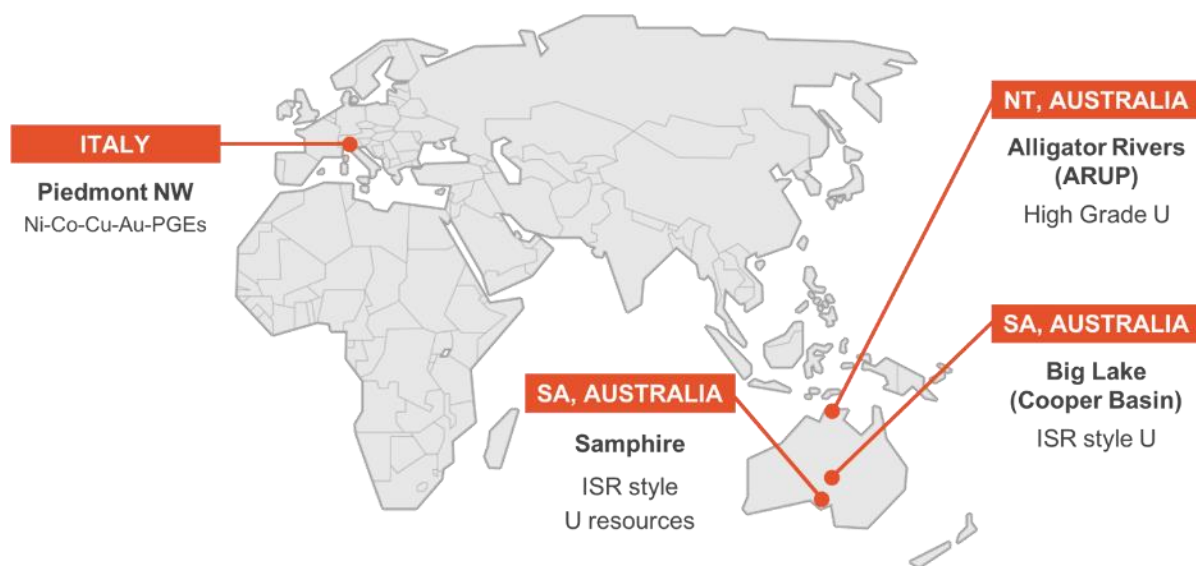 ITALY
Piedmont NW
Ni-Co-Cu-Au-PGEs
NT, AUSTRALIA
Alligator Rivers
(ARUP)
High Grade U
SA, AUSTRALIA
Big Lake
(Cooper Basin)
ISR style U
SA, AUSTRALIA
Samphire
ISR style
U resources